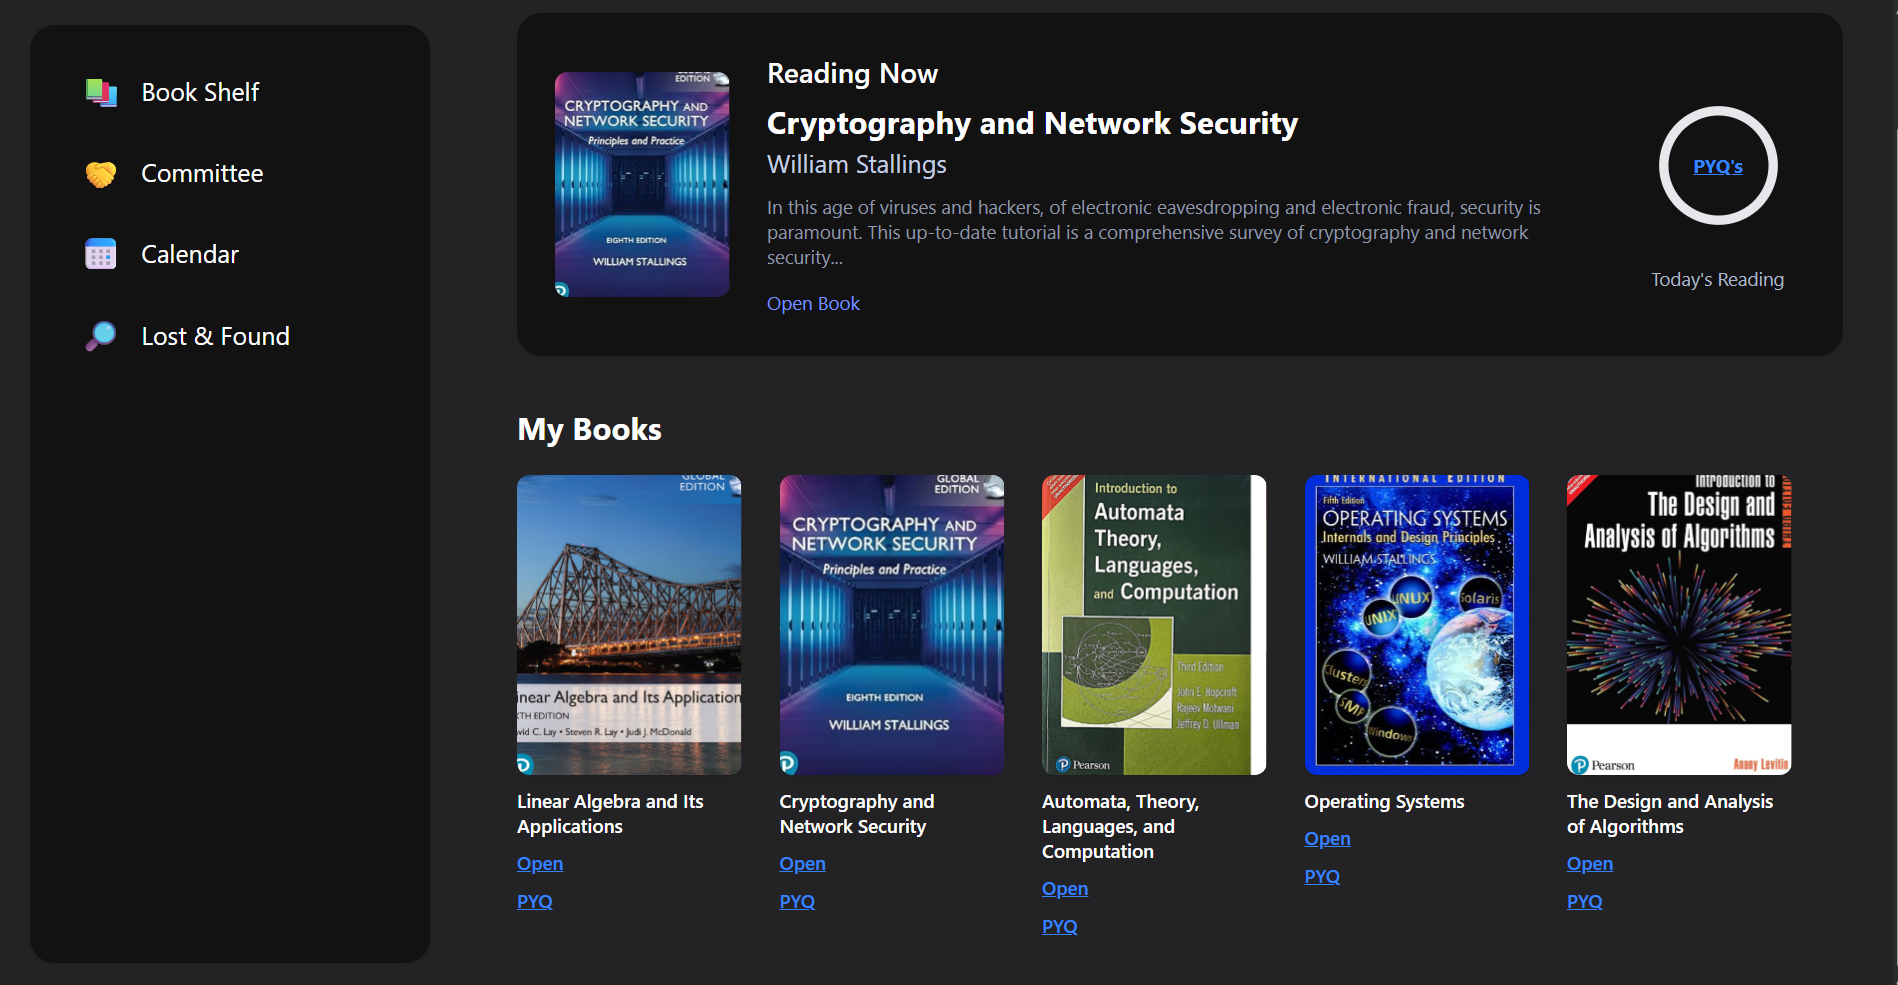 Book Shelf
Committee
Calendar
Lost & Found
EDITION
CRYPTOGRAPHY AND
NETWORK SECURITY
Principles and Practice
EIGHTH EDITION
WILLIAM STALLINGS
Reading Now
Cryptography and Network Security
William Stallings
In this age of viruses and hackers, of electronic eavesdropping and electronic fraud, security is
paramount. This up-to-date tutorial is a comprehensive survey of cryptography and network
security...
Open Book
PYQ's
Today's Reading
My Books
GLOBAL
EDITION
near Algebra and Its Application
TH EDITION
vid C. Lay • Steven R. Lay • Judi J. McDonald
Linear Algebra and Its
Applications
Open
PYQ
GLOBAL
EDITION
CRYPTOGRAPHY AND
NETWORK SECURITY
Principles and Practice
EIGHTH EDITION
WILLIAM STALLINGS
Cryptography and
Network Security
Open
PYQ
Introduction to
Automata
Theory,
Languages,
and Computation
Third Edition
John E. Hopcroft
Rajeev Motwani
Jeffrey D. Ullman
Pearson
Automata, Theory,
Languages, and
Computation
Open
PYQ
INTERNATIONAL EDITION
Fifth Edition
OPERATING SYSTEMS
Internals and Design Principles
WILLIAM STALLINGS
UNIX
LINUX
Solaris
Clusters
SMP
Windows
Operating Systems
Open
PYQ
Introduction to
The Design and
Analysis of Algorithms
Pearson
Anany Levitin
The Design and Analysis
of Algorithms
Open
PYQ